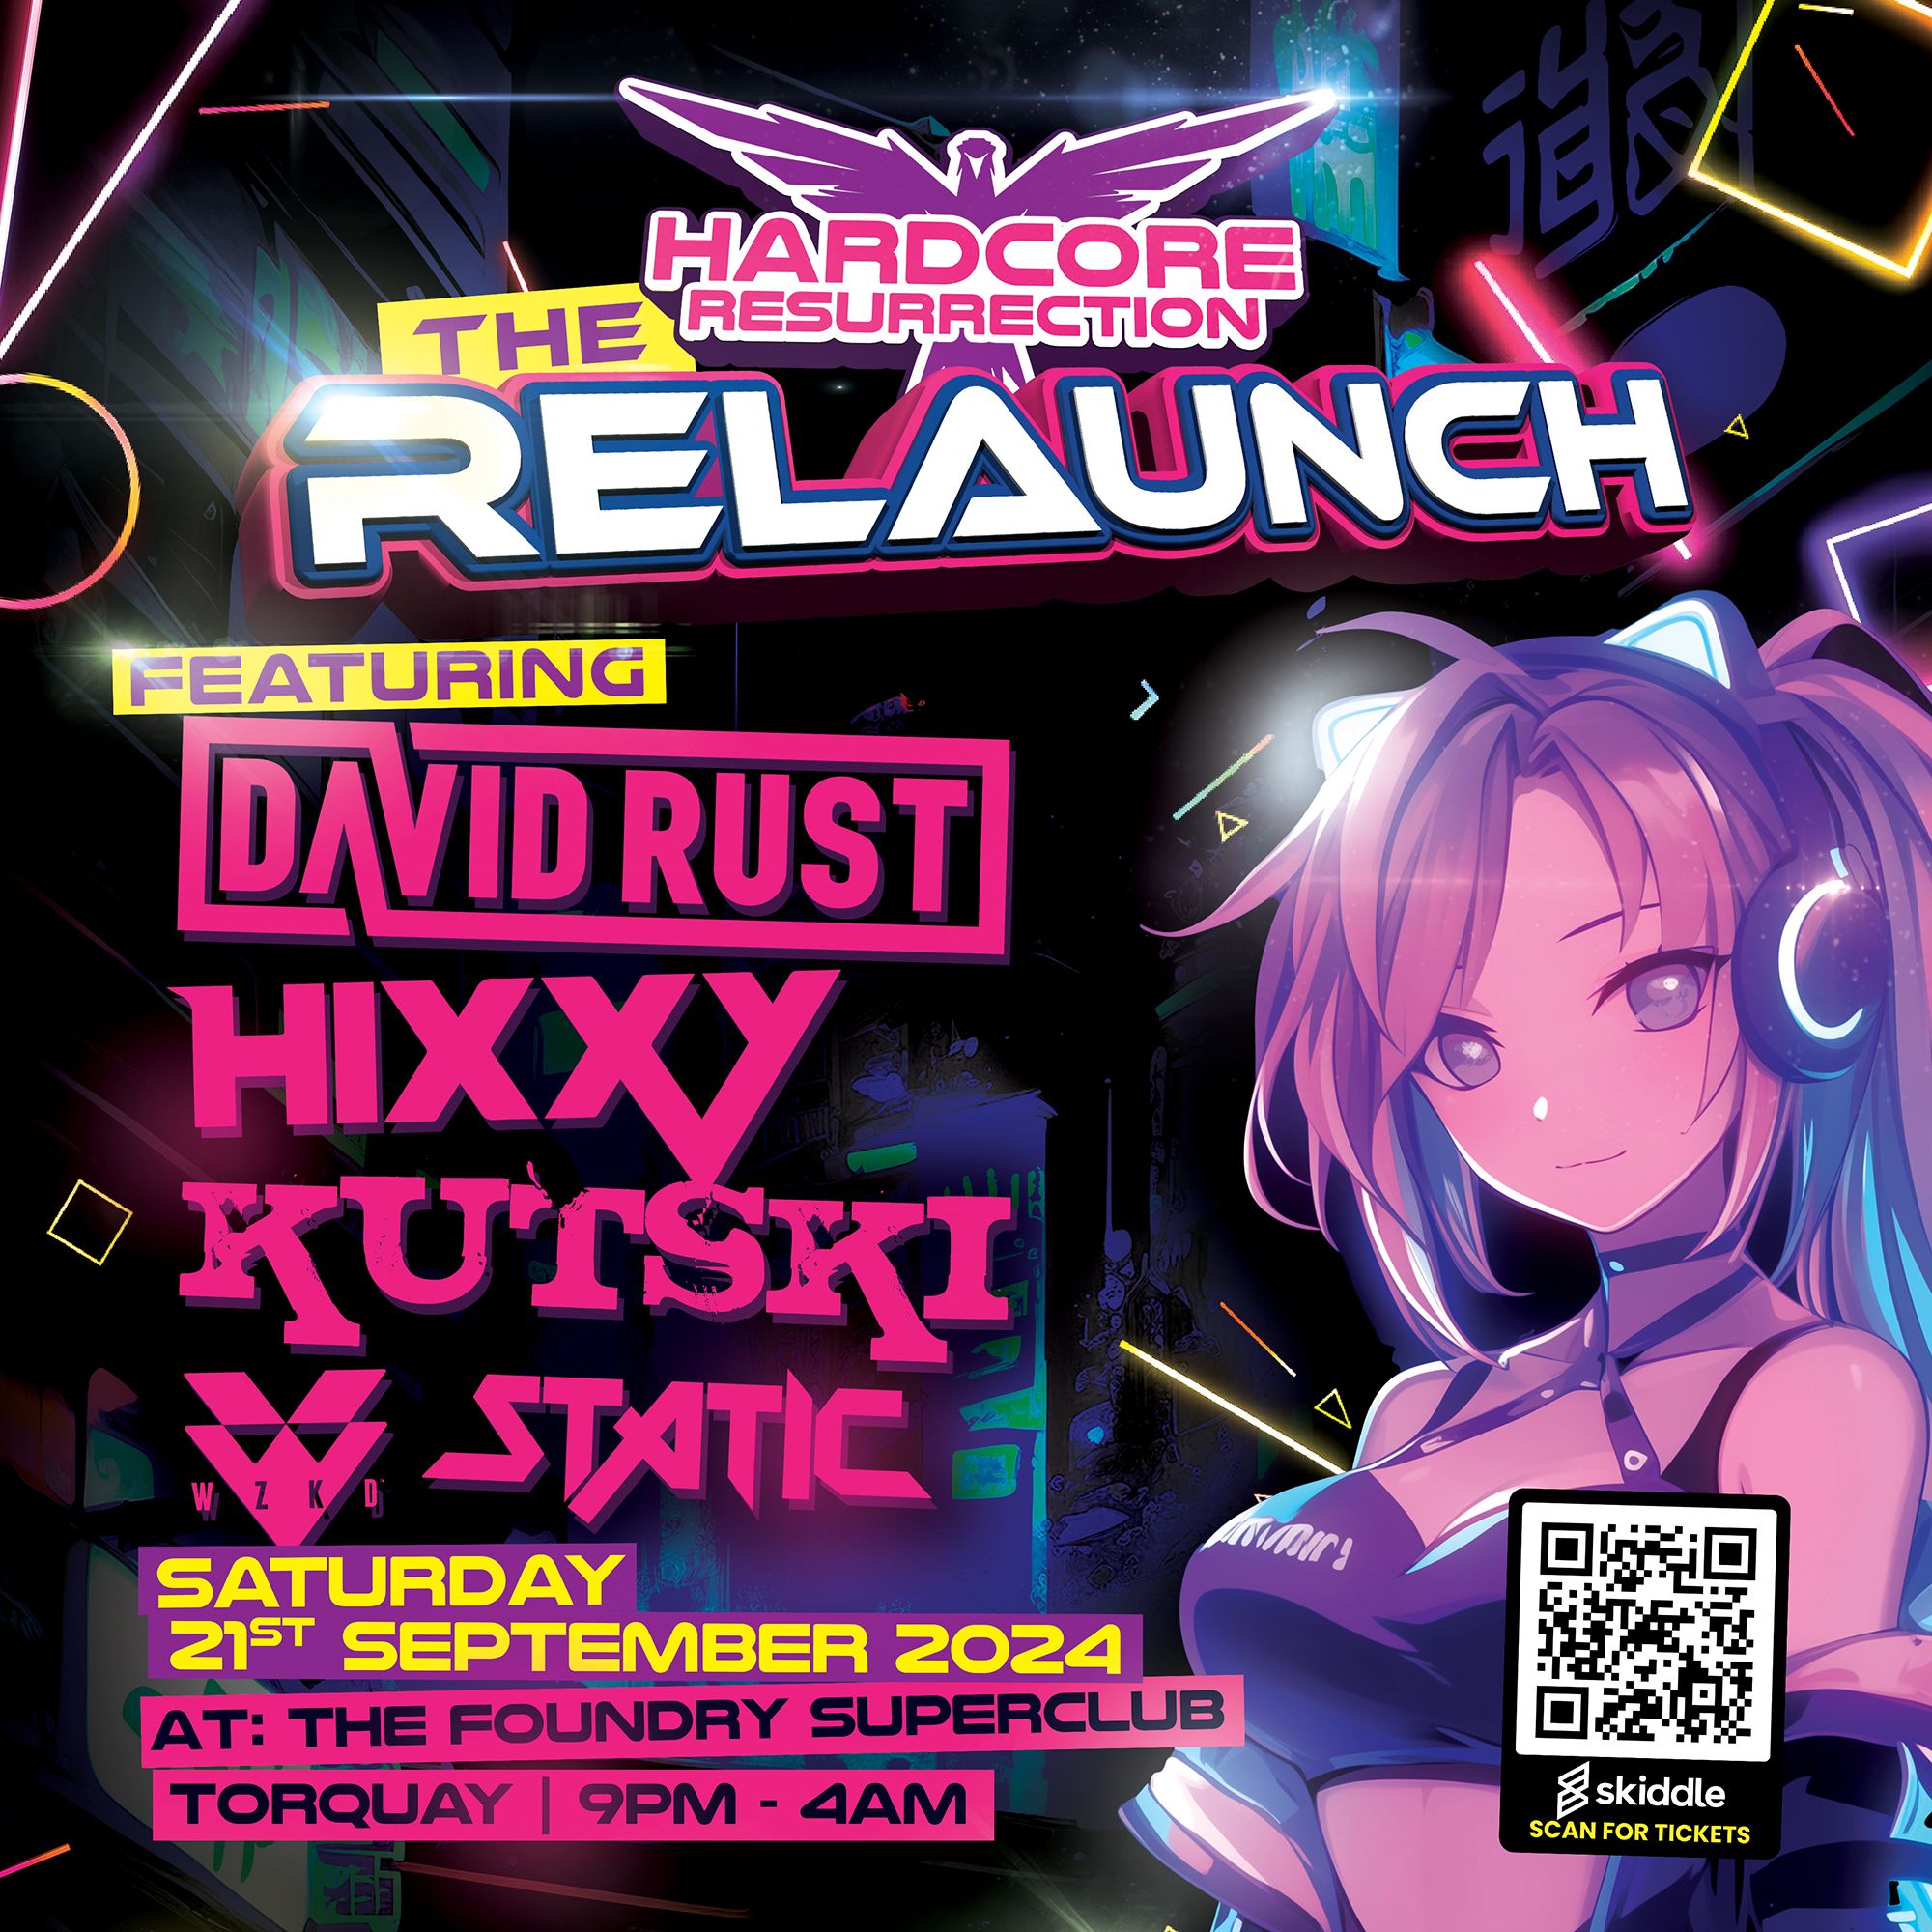 HARDCORE
RESURRECTION
THE
RELAUNCH
FEATURING
DAVID RUST
HIXXY
KUTSKI
WZKD STATIC
SATURDAY
21ST SEPTEMBER 2024
AT: THE FOUNDRY SUPERCLUB
TORQUAY | 9PM - 4AM
skiddle
SCAN FOR TICKETS